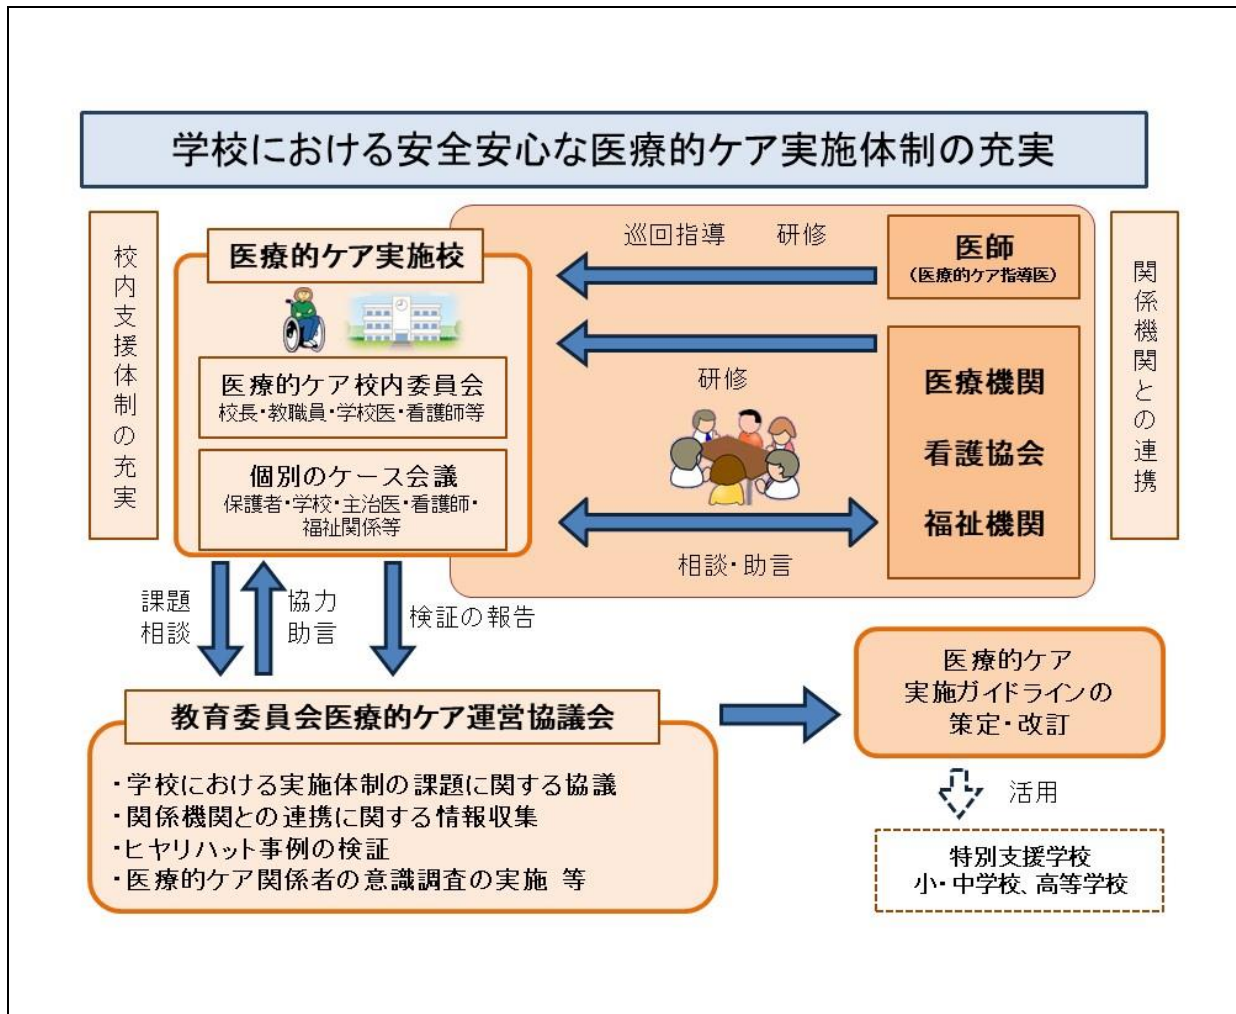 学校における安全安心な医療的ケア実施体制の充実
校内支援体制の充実
医療的ケア実施校
医療的ケア校内委員会
校長・教職員・学校医・看護師等
個別のケース会議
保護者・学校・主治医・看護師・
福祉関係等
巡回指導 研修
研修
相談・助言
医師
(医療的ケア指導医)
医療機関
看護協会
福祉機関
関係機関との連携
課題
相談
協力
助言
検証の報告
教育委員会医療的ケア運営協議会
・学校における実施体制の課題に関する協議
・関係機関との連携に関する情報収集
・ヒヤリハット事例の検証
・医療的ケア関係者の意識調査の実施 等
医療的ケア
実施ガイドラインの
策定・改訂
活用
特別支援学校
小・中学校、高等学校